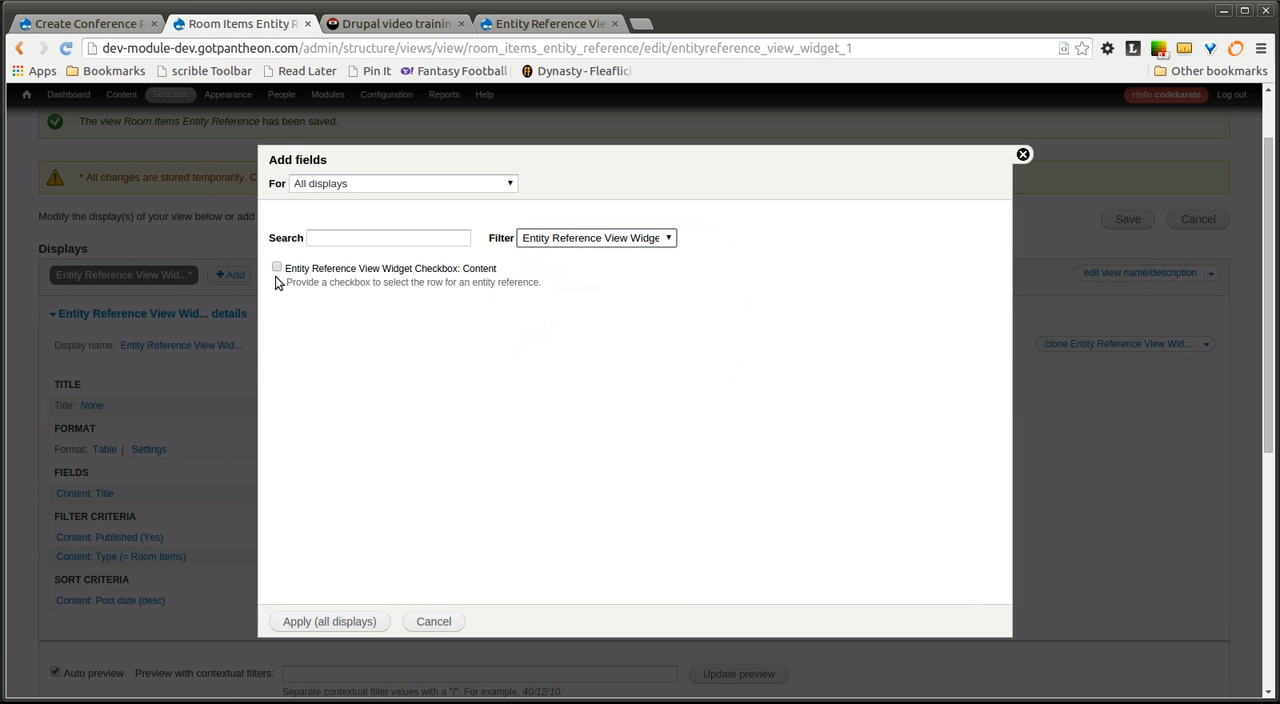 Create Conference R
Room Items Entity R
Drupal video trainin
Entity Reference Vie
dev-module-dev.gotpantheon.com/admin/structure/views/view/room_items_entity_reference/edit/entityreference_view_widget_1
Apps Bookmarks scrible Toolbar Read Later Pin It Fantasy Football Dynasty - Fleaflic Other bookmarks
Dashboard Content Structure Appearance People Modules Configuration Reports Help Hello codekarate Log out
The view Room Items Entity Reference has been saved.
* All changes are stored temporarily. C
Modify the display(s) of your view below or add
Save Cancel
Displays
Entity Reference View Wid...* Add edit view name/description
Entity Reference View Wid... details
Display name: Entity Reference View Wid... clone Entity Reference View Wid...
TITLE
Title: None
FORMAT
Format: Table | Settings
FIELDS
Content: Title
FILTER CRITERIA
Content: Published (Yes)
Content: Type (= Room Items)
SORT CRITERIA
Content: Post date (desc)
Add fields
For All displays
Search Filter Entity Reference View Widge
Entity Reference View Widget Checkbox: Content
Provide a checkbox to select the row for an entity reference.
Apply (all displays) Cancel
Auto preview Preview with contextual filters: Update preview
Separate contextual filter values with a "/". For example, 40/12/10.